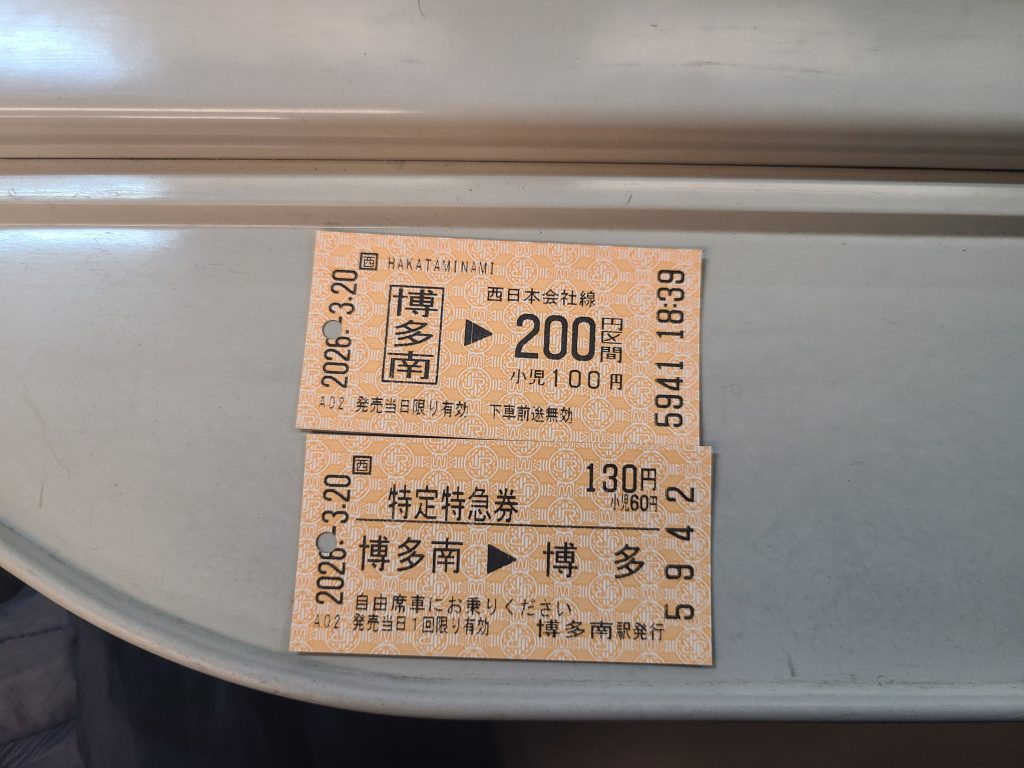 西 HAKATAMINAMI
2026.-3.20
博多南
西日本会社線
▶ 200円区間
小児100円
A02 発売当日限り有効 下車前途無効
5941 18:39
西
2026.-3.20
130円
小児60円
特定特急券
博多南 ▶ 博多
自由席車にお乗りください
A02 発売当日1回限り有効 博多南駅発行
5942